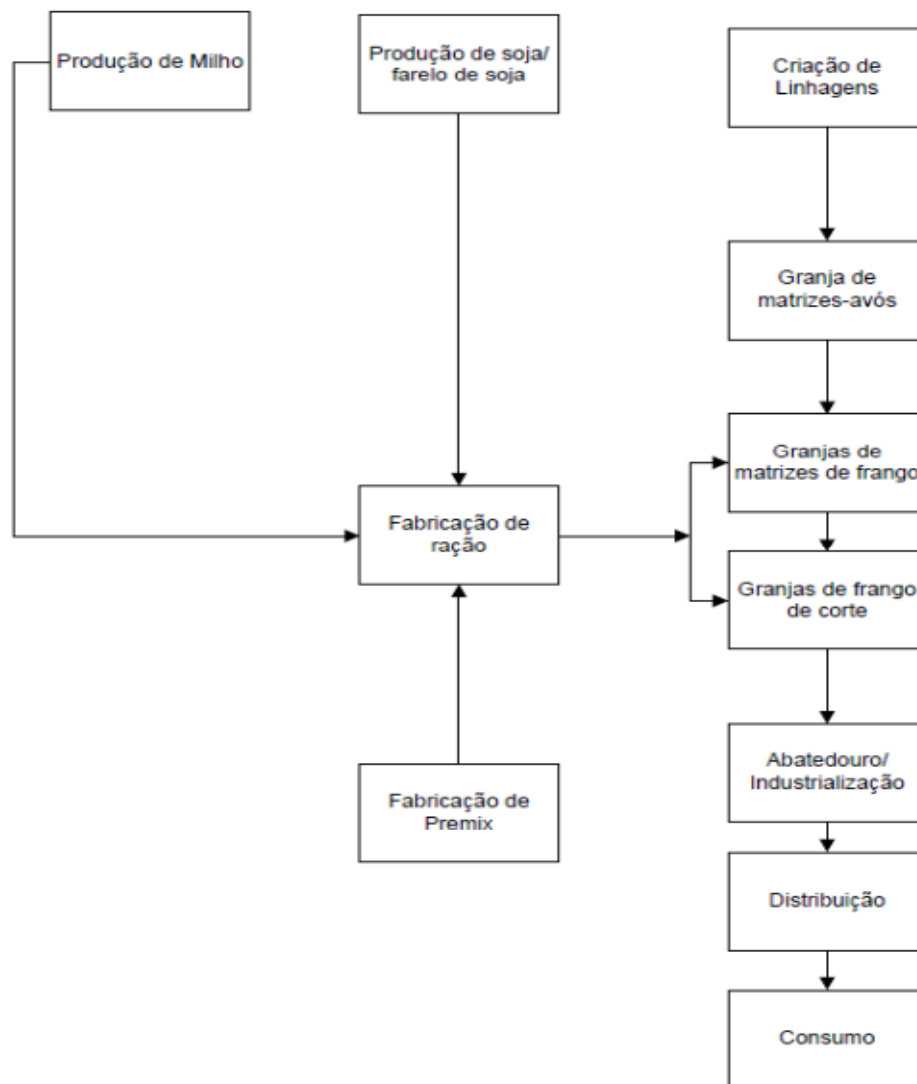 Produção de Milho
Produção de soja/
farelo de soja
Criação de
Linhagens
Granja de
matrizes-avós
Granjas de
matrizes de frango
Fabricação de
ração
Granjas de frango
de corte
Abatedouro/
Industrialização
Fabricação de
Premix
Distribuição
Consumo